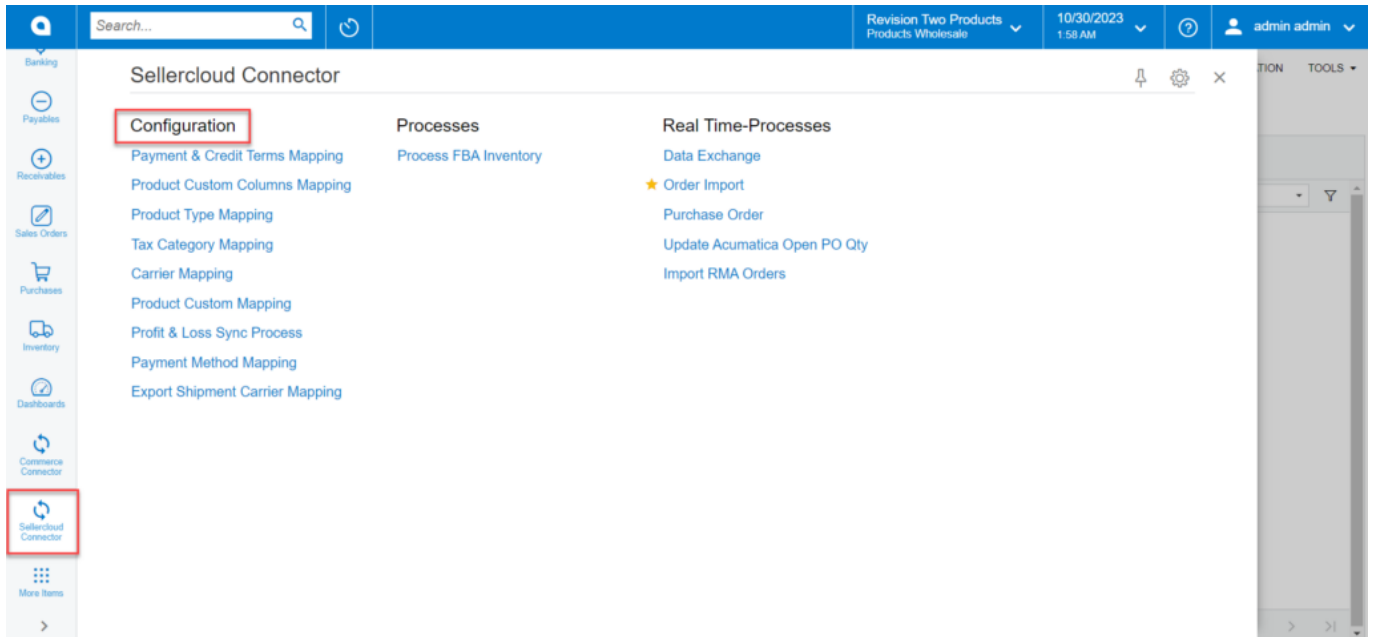 Search...
Revision Two Products
Products Wholesale
10/30/2023
1:58 AM
admin admin
Banking
Payables
Receivables
Sales Orders
Purchases
Inventory
Dashboards
Commerce
Connector
Sellercloud
Connector
More Items
Sellercloud Connector
TION
TOOLS
Configuration
Payment & Credit Terms Mapping
Product Custom Columns Mapping
Product Type Mapping
Tax Category Mapping
Carrier Mapping
Product Custom Mapping
Profit & Loss Sync Process
Payment Method Mapping
Export Shipment Carrier Mapping
Processes
Process FBA Inventory
Real Time-Processes
Data Exchange
Order Import
Purchase Order
Update Acumatica Open PO Qty
Import RMA Orders